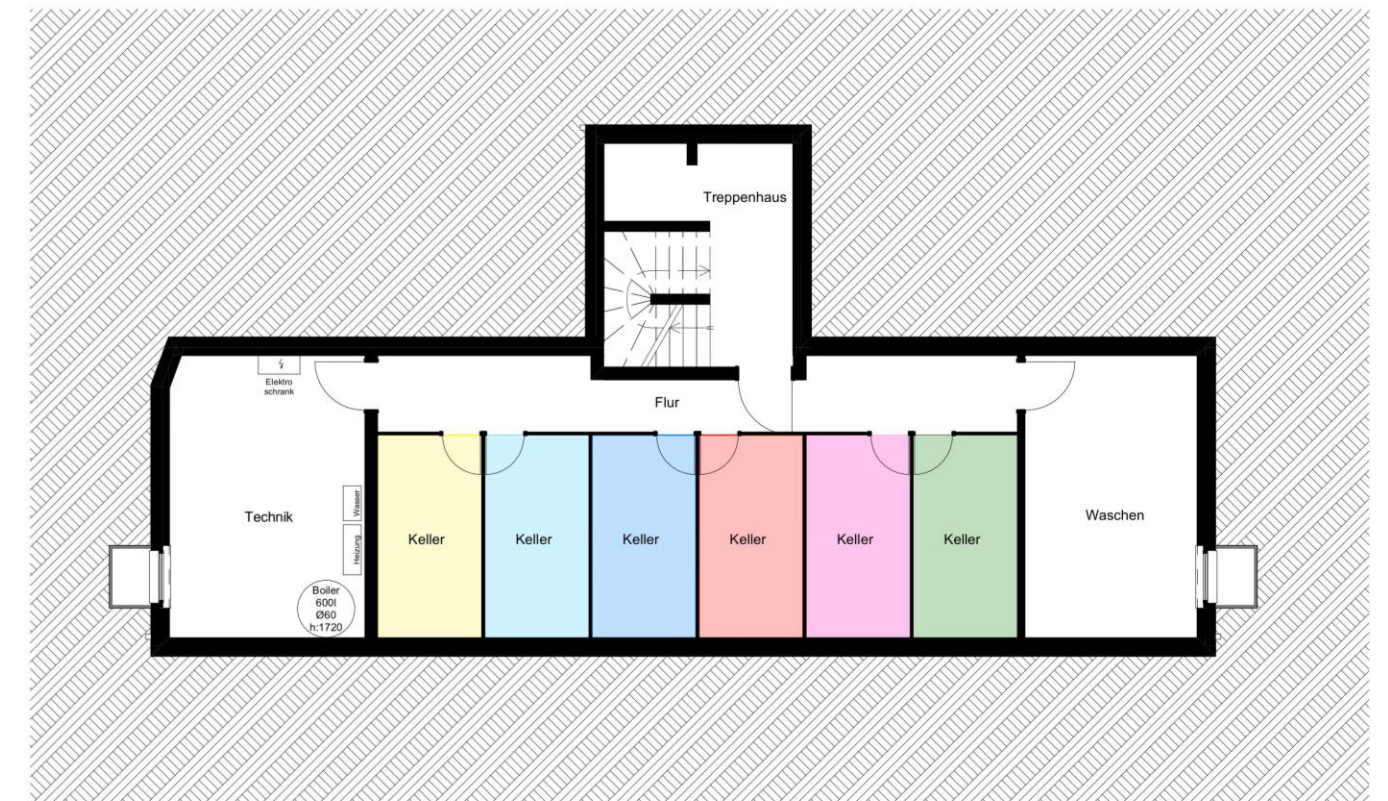 Treppenhaus
Elektro
schrank
Flur
Technik
Wasser
Heizung
Boiler
600l
Ø60
h:1720
Keller
Keller
Keller
Keller
Keller
Keller
Waschen